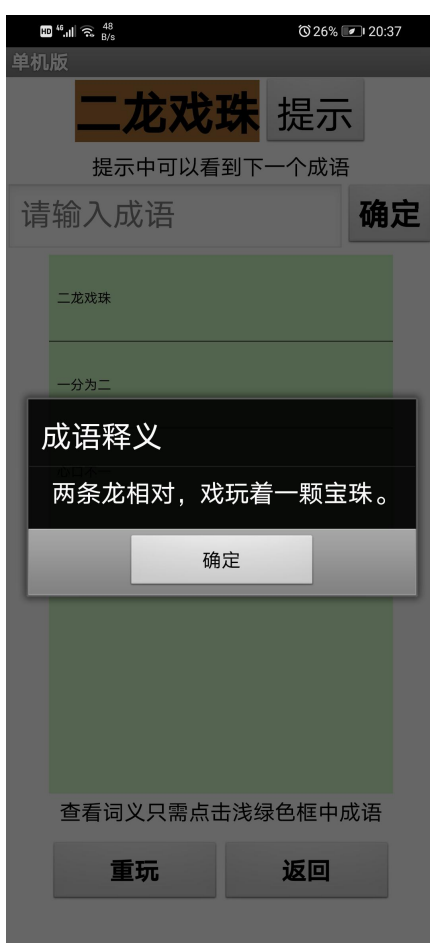 HD 46 48 B/s 26% 20:37
单机版
二龙戏珠 提示
提示中可以看到下一个成语
请输入成语 确定
二龙戏珠
一分为二
成语释义
两条龙相对，戏玩着一颗宝珠。
确定
查看词义只需点击浅绿色框中成语
重玩 返回